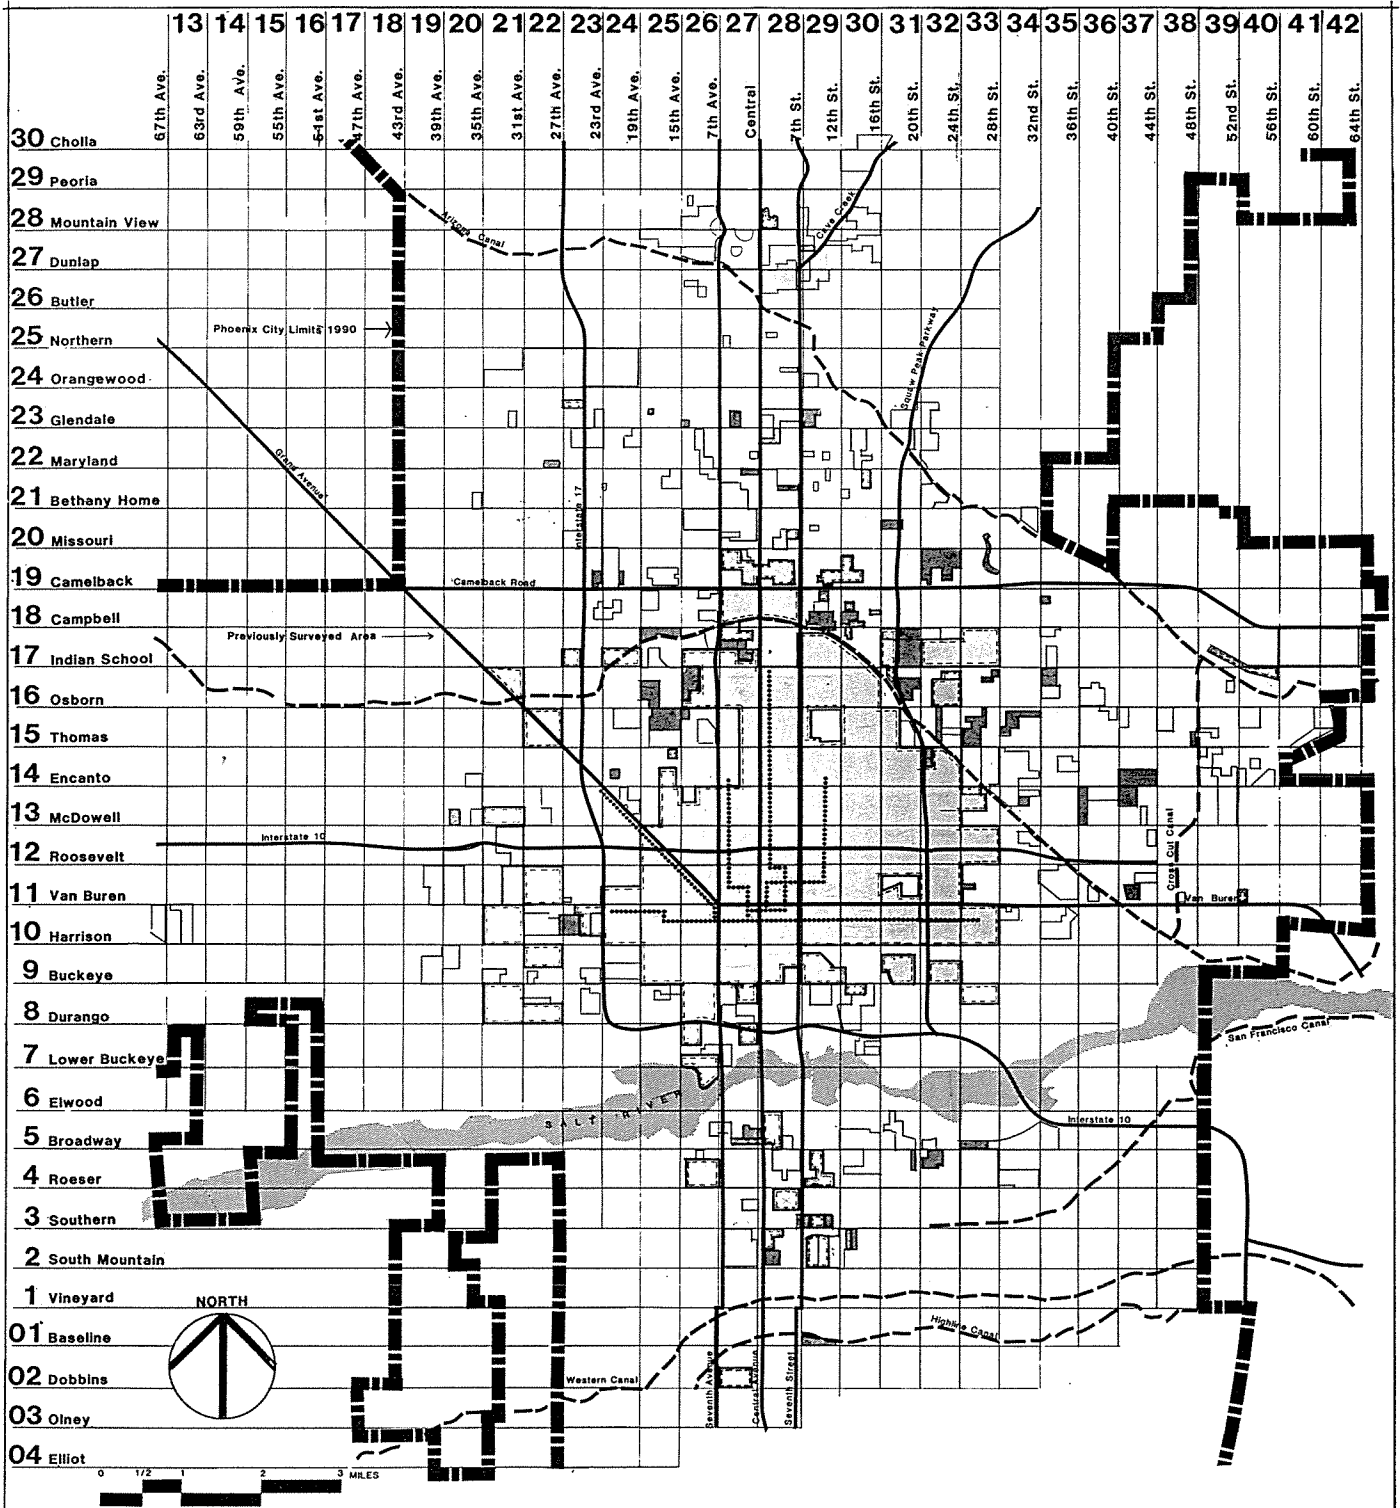 13 14 15 16 17 18 19 20 21 22 23 24 25 26 27 28 29 30 31 32 33 34 35 36 37 38 39 40 41 42
67th Ave. 63rd Ave. 59th Ave. 55th Ave. 51st Ave. 47th Ave. 43rd Ave. 39th Ave. 35th Ave. 31st Ave. 27th Ave. 23rd Ave. 19th Ave. 15th Ave. 7th Ave. Central 7th St. 12th St. 16th St. 20th St. 24th St. 28th St. 32nd St. 36th St. 40th St. 44th St. 48th St. 52nd St. 56th St. 60th St. 64th St.
30 Cholla
29 Peoria
28 Mountain View
Arizona Canal
Cave Creek
27 Dunlap
26 Butler
Phoenix City Limits 1990
25 Northern
Squaw Peak Parkway
24 Orangewood
23 Glendale
22 Maryland
Grand Avenue
21 Bethany Home
Interstate 17
20 Missouri
19 Camelback
Camelback Road
18 Campbell
Previously Surveyed Area
17 Indian School
16 Osborn
15 Thomas
14 Encanto
13 McDowell
Interstate 10
12 Roosevelt
Cross Cut Canal
11 Van Buren
Van Buren
10 Harrison
9 Buckeye
8 Durango
San Francisco Canal
7 Lower Buckeye
6 Elwood
SALT RIVER
Interstate 10
5 Broadway
4 Roeser
3 Southern
2 South Mountain
1 Vineyard
NORTH
01 Baseline
Highline Canal
02 Dobbins
Western Canal
Seventh Avenue
Central Avenue
Seventh Street
03 Olney
04 Elliot
0 1/2 1 2 3 MILES